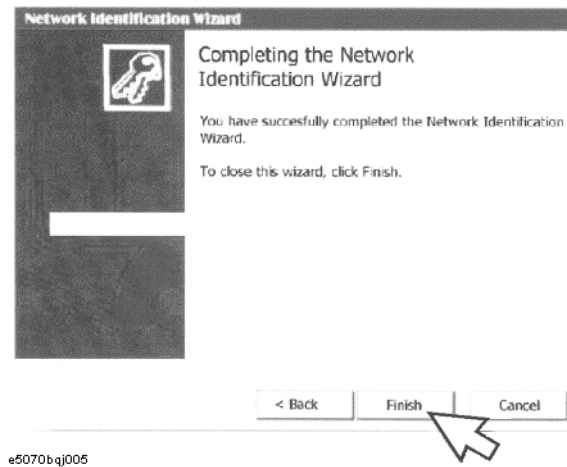 Network Identification Wizard
Completing the Network
Identification Wizard
You have succesfully completed the Network Identification
Wizard.
To close this wizard, click Finish.
< Back
Finish
Cancel
e5070bqj005